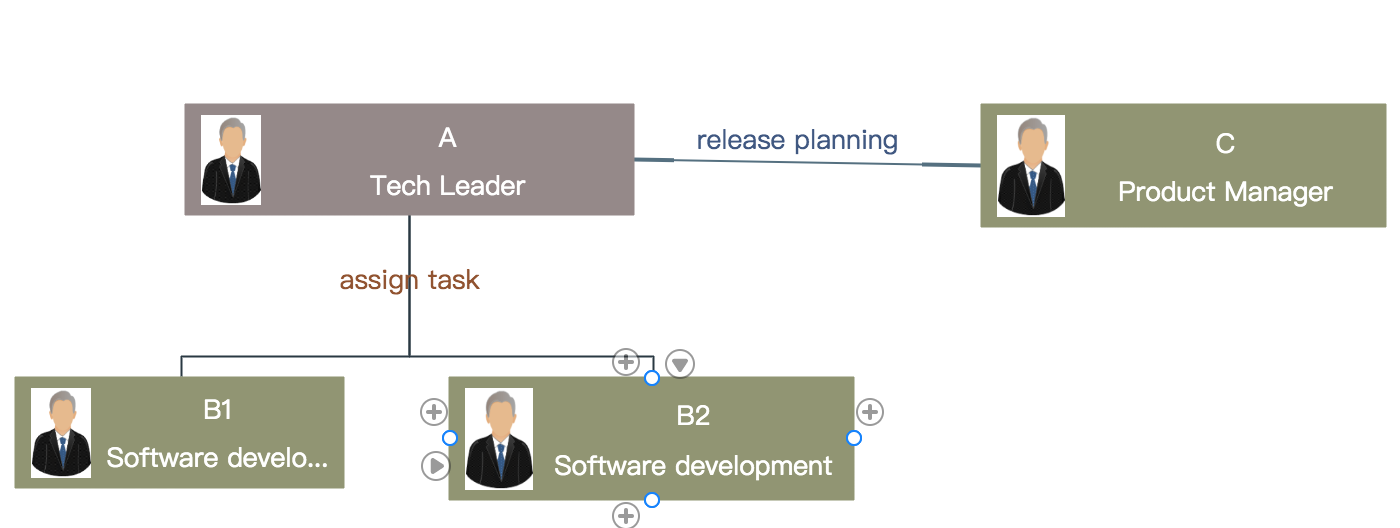 A
Tech Leader
release planning
C
Product Manager
assign task
B1
Software develo...
B2
Software development